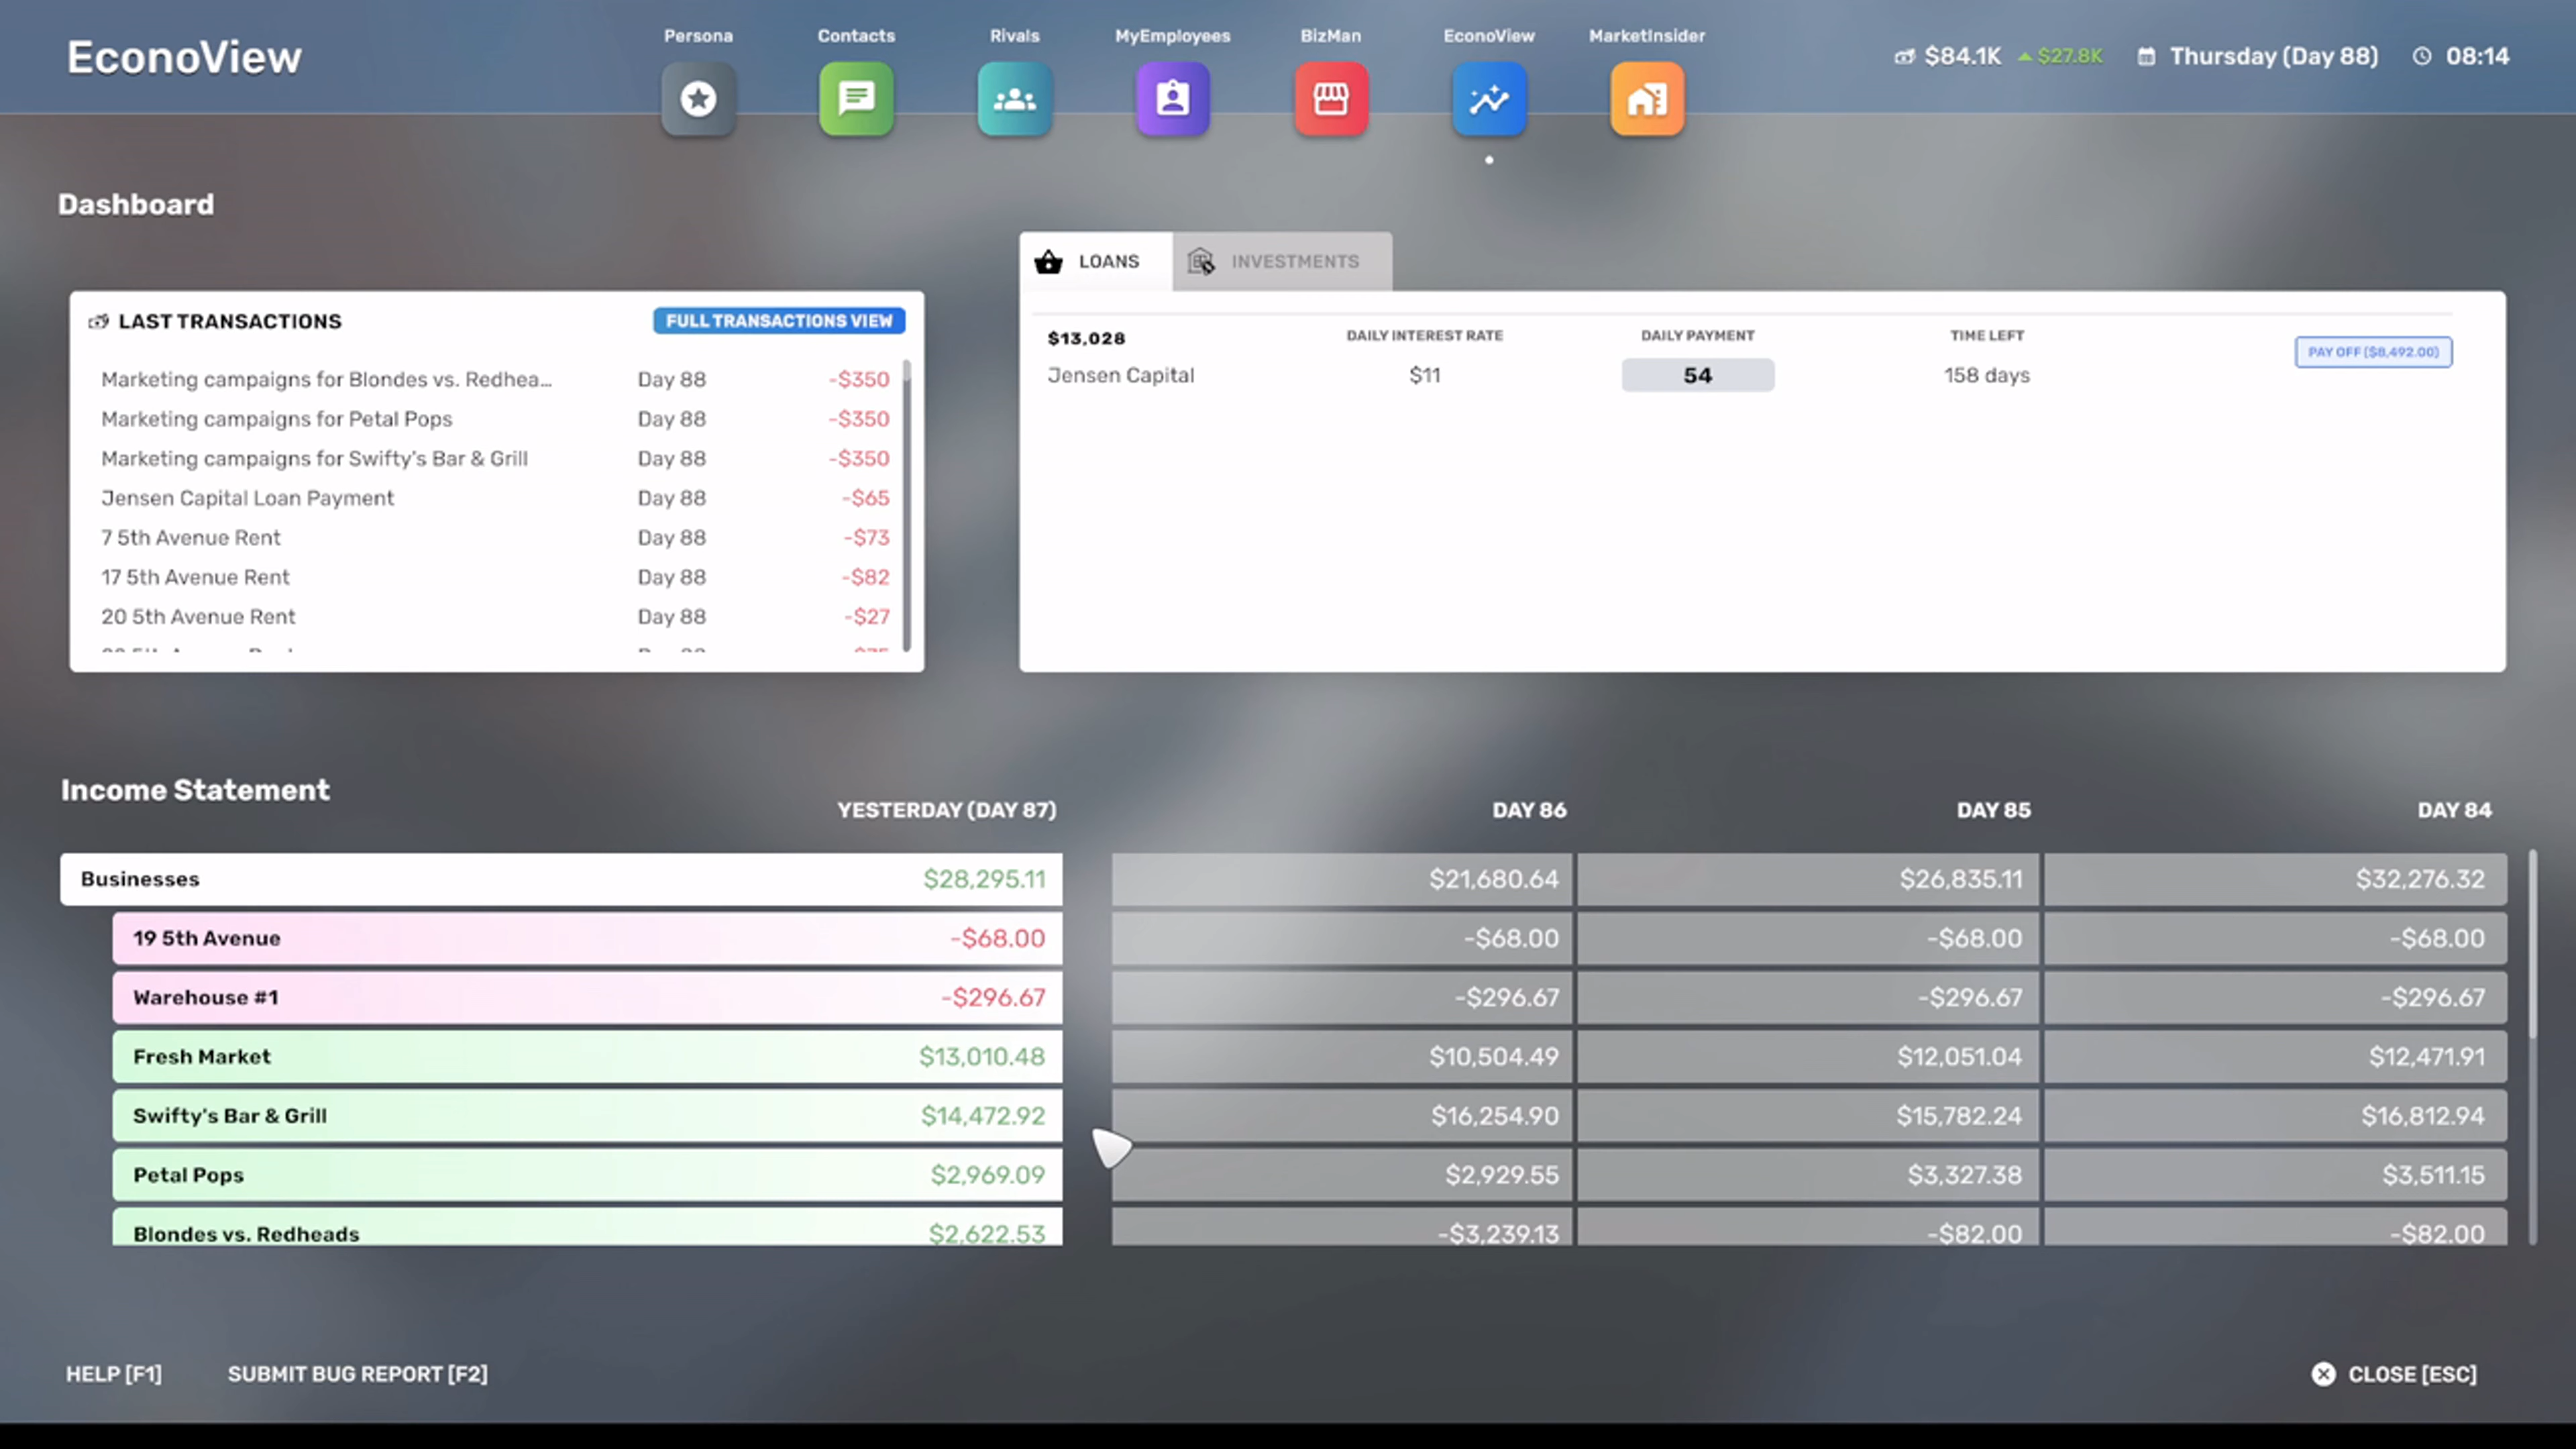 EconoView
Persona
Contacts
Rivals
MyEmployees
BizMan
EconoView
MarketInsider
$84.1K $27.8K Thursday (Day 88) 08:14
Dashboard
LAST TRANSACTIONS FULL TRANSACTIONS VIEW
Marketing campaigns for Blondes vs. Redhea... Day 88 -$350
Marketing campaigns for Petal Pops Day 88 -$350
Marketing campaigns for Swifty's Bar & Grill Day 88 -$350
Jensen Capital Loan Payment Day 88 -$65
7 5th Avenue Rent Day 88 -$73
17 5th Avenue Rent Day 88 -$82
20 5th Avenue Rent Day 88 -$27
LOANS INVESTMENTS
$13,028 DAILY INTEREST RATE DAILY PAYMENT TIME LEFT PAY OFF ($8,492.00)
Jensen Capital $11 54 158 days
Income Statement
YESTERDAY (DAY 87) DAY 86 DAY 85 DAY 84
Businesses $28,295.11 $21,680.64 $26,835.11 $32,276.32
19 5th Avenue -$68.00 -$68.00 -$68.00 -$68.00
Warehouse #1 -$296.67 -$296.67 -$296.67 -$296.67
Fresh Market $13,010.48 $10,504.49 $12,051.04 $12,471.91
Swifty's Bar & Grill $14,472.92 $16,254.90 $15,782.24 $16,812.94
Petal Pops $2,969.09 $2,929.55 $3,327.38 $3,511.15
Blondes vs. Redheads $2,622.53 -$3,239.13 -$82.00 -$82.00
HELP [F1] SUBMIT BUG REPORT [F2] CLOSE [ESC]